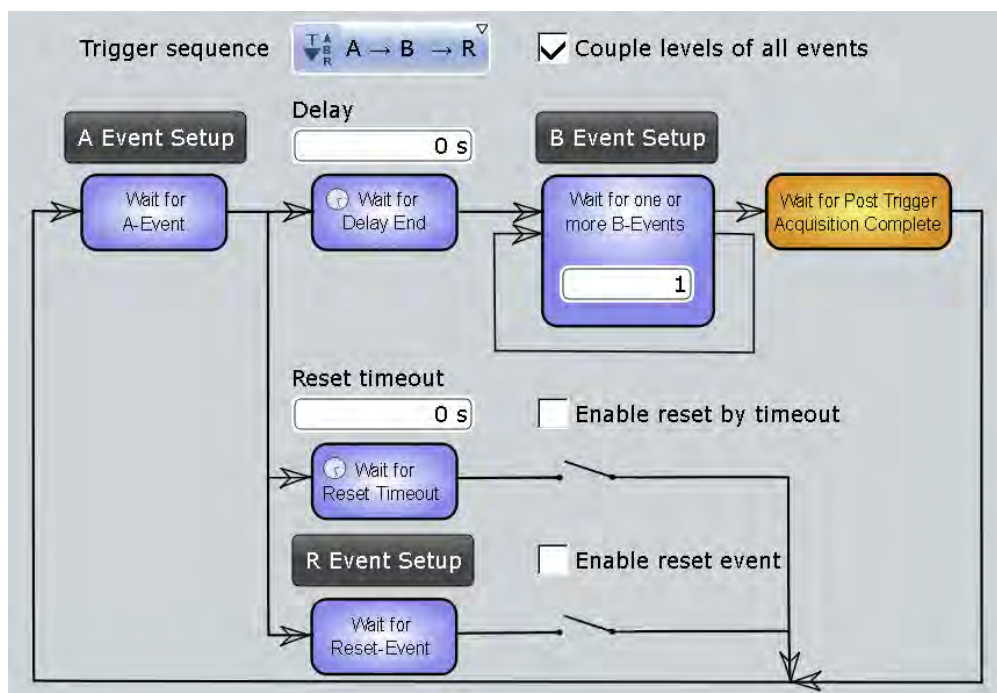 Trigger sequence
T A B R A → B → R
Couple levels of all events
Delay
A Event Setup
0 s
B Event Setup
Wait for
A-Event
Wait for
Delay End
Wait for one or
more B-Events
1
Wait for Post Trigger
Acquisition Complete
Reset timeout
0 s
Enable reset by timeout
Wait for
Reset Timeout
R Event Setup
Enable reset event
Wait for
Reset-Event